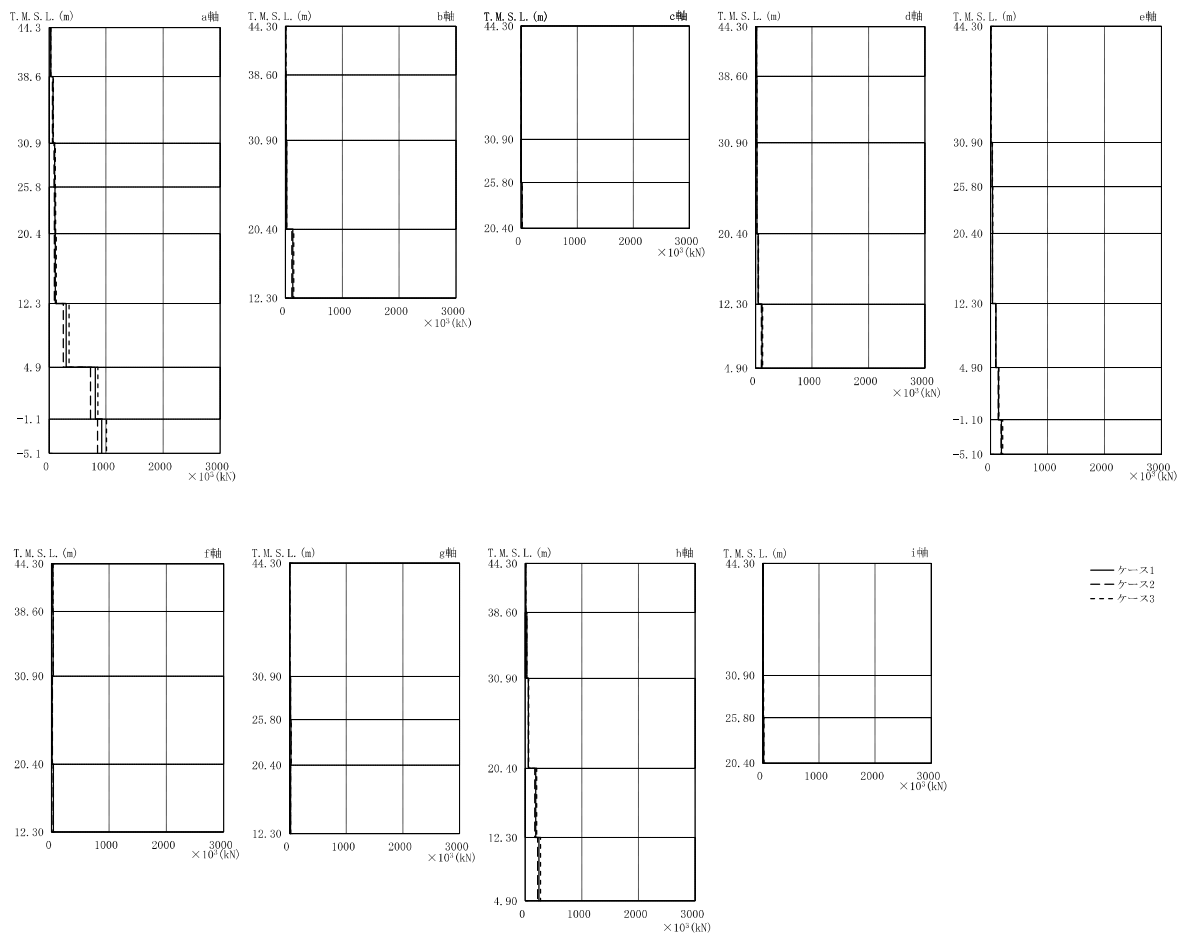 T.M.S.L.(m) a軸
44.3
38.6
30.9
25.8
20.4
12.3
4.9
-1.1
-5.1
0 1000 2000 3000
×10³(kN)
T.M.S.L.(m) b軸
44.30
38.60
30.90
20.40
12.30
0 1000 2000 3000
×10³(kN)
T.M.S.L.(m) c軸
44.30
30.90
25.80
20.40
0 1000 2000 3000
×10³(kN)
T.M.S.L.(m) d軸
44.30
38.60
30.90
20.40
12.30
4.90
0 1000 2000 3000
×10³(kN)
T.M.S.L.(m) e軸
44.30
30.90
25.80
20.40
12.30
4.90
-1.10
-5.10
0 1000 2000 3000
×10³(kN)
T.M.S.L.(m) f軸
44.30
38.60
30.90
20.40
12.30
0 1000 2000 3000
×10³(kN)
T.M.S.L.(m) g軸
44.30
30.90
25.80
20.40
12.30
0 1000 2000 3000
×10³(kN)
T.M.S.L.(m) h軸
44.30
38.60
30.90
20.40
12.30
4.90
0 1000 2000 3000
×10³(kN)
T.M.S.L.(m) i軸
44.30
30.90
25.80
20.40
0 1000 2000 3000
×10³(kN)
ケース1
ケース2
ケース3